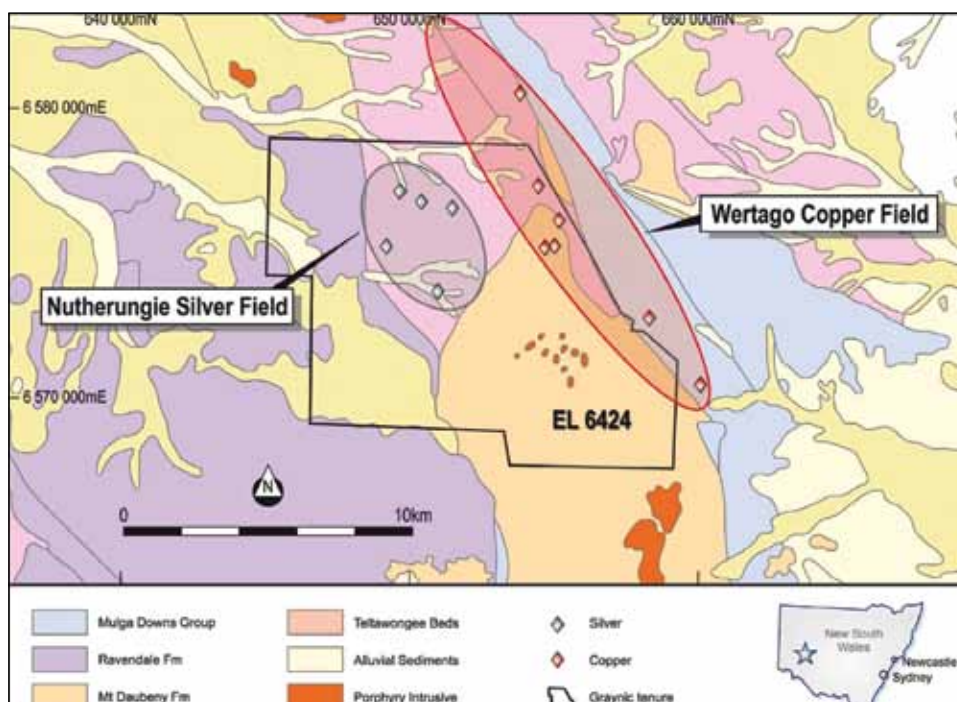 640 000mN
650 000mN
660 000mN
6 580 000mE
Wertago Copper Field
Nutherungie Silver Field
6 570 000mE
EL 6424
N
0
10km
Mulga Downs Group
Teltawongee Beds
Silver
New South
Wales
Ravendale Fm
Alluvial Sediments
Copper
Newcastle
Sydney
Mt Daubeny Fm
Porphyry Intrusive
Graynic tenure